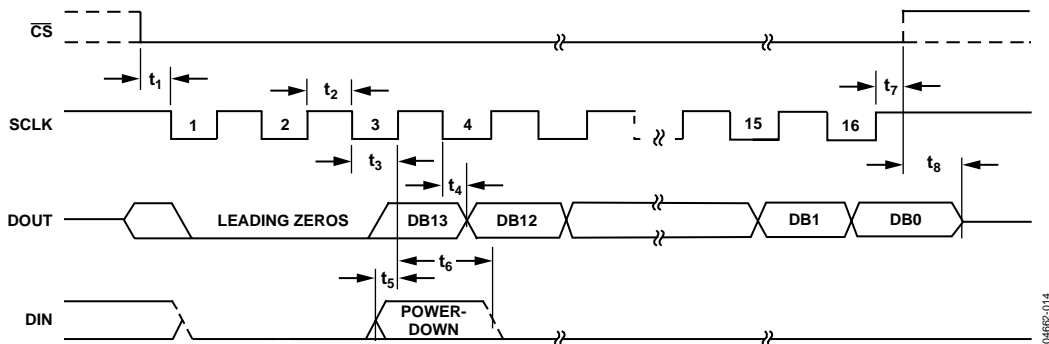 CS
t1
t2
t7
SCLK
1
2
3
4
15
16
t3
t4
t8
DOUT
LEADING ZEROS
DB13
DB12
DB1
DB0
t6
t5
DIN
POWER-
DOWN
04662-014